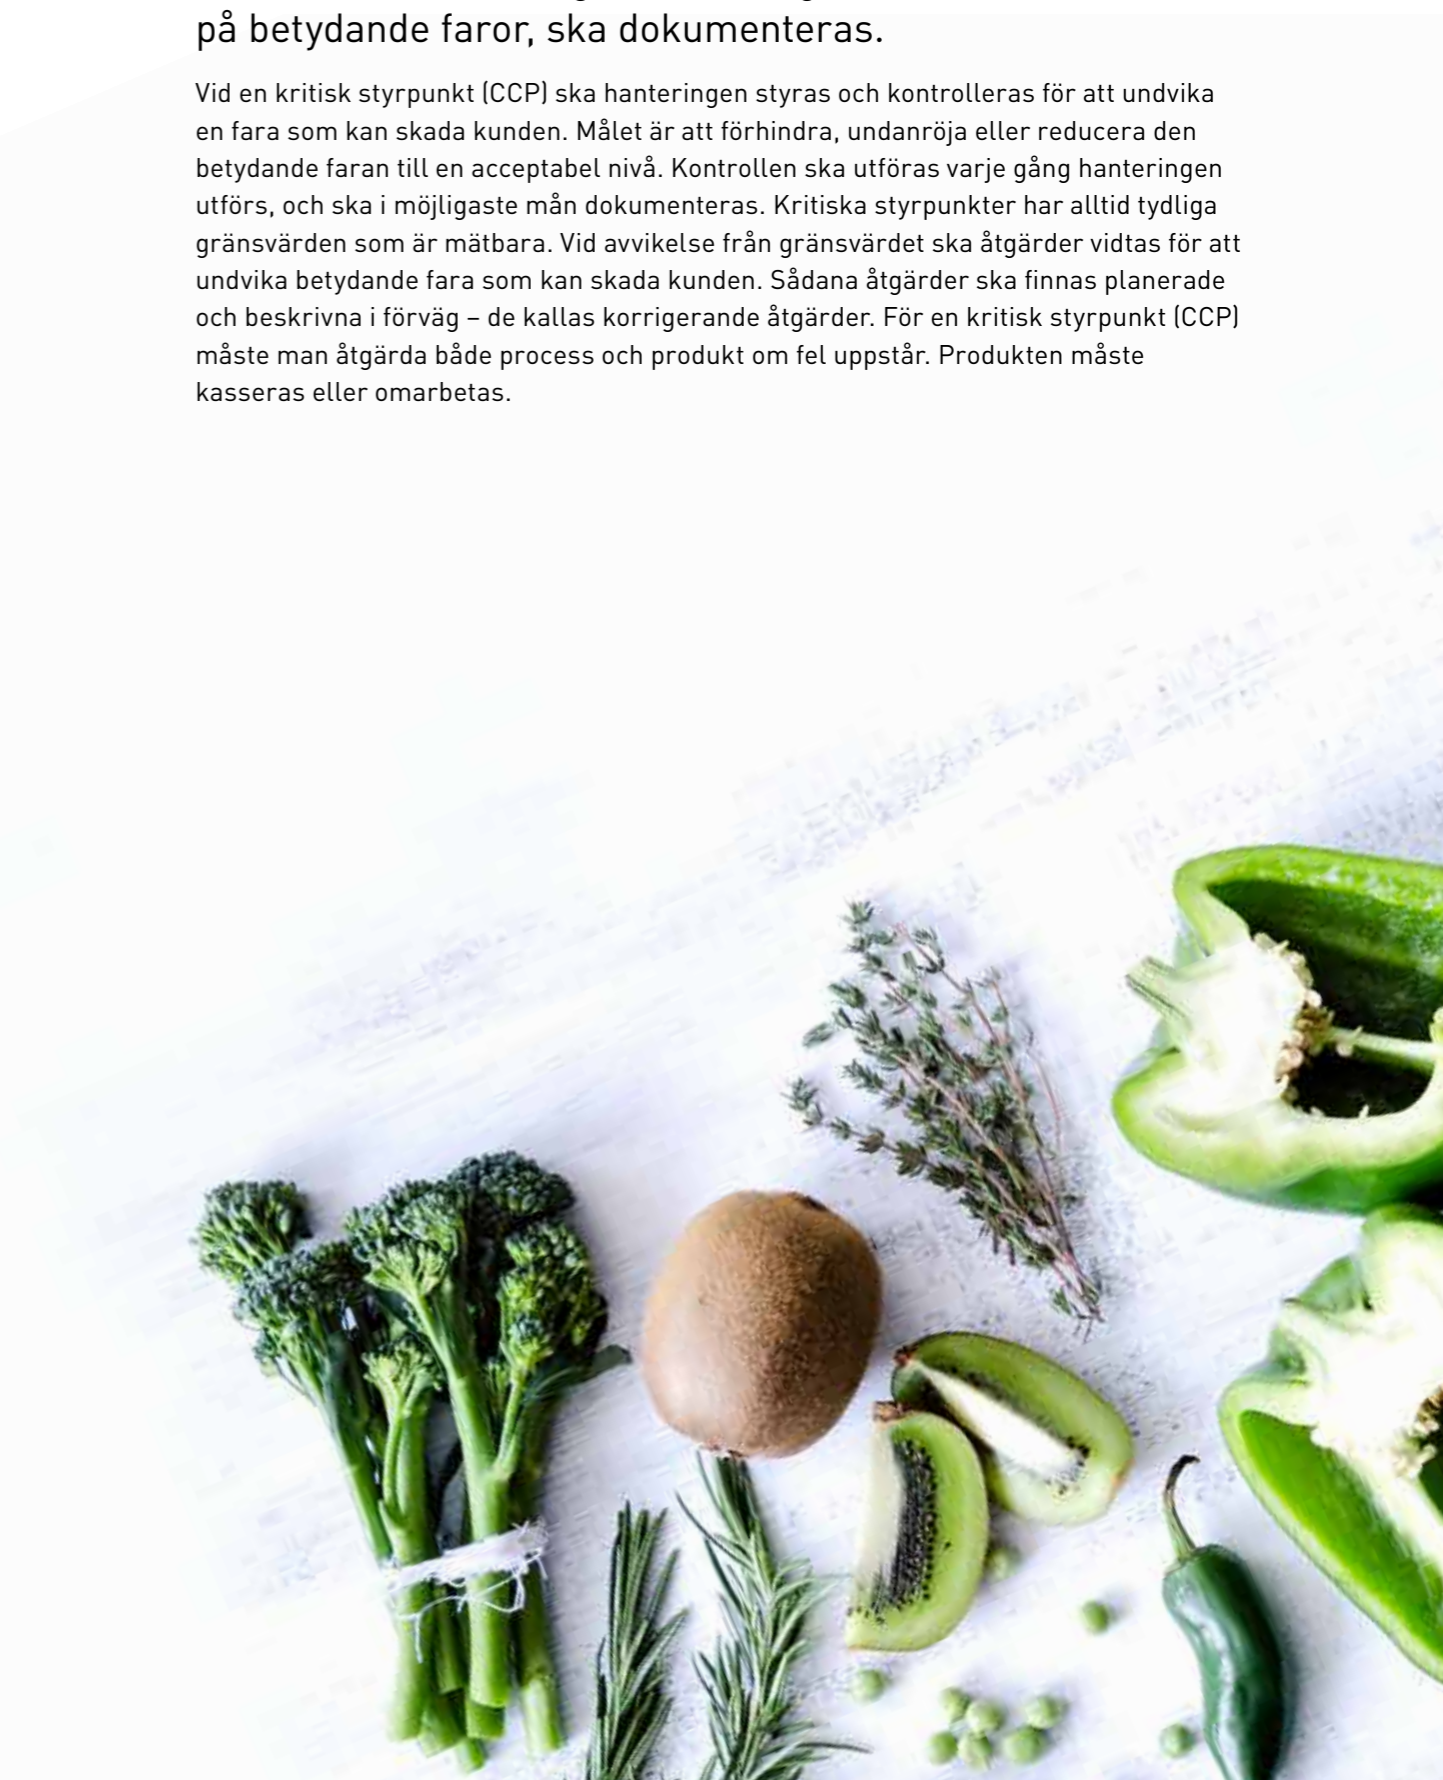 på betydande faror, ska dokumenteras.
Vid en kritisk styrpunkt (CCP) ska hanteringen styras och kontrolleras för att undvika
en fara som kan skada kunden. Målet är att förhindra, undanröja eller reducera den
betydande faran till en acceptabel nivå. Kontrollen ska utföras varje gång hanteringen
utförs, och ska i möjligaste mån dokumenteras. Kritiska styrpunkter har alltid tydliga
gränsvärden som är mätbara. Vid avvikelse från gränsvärdet ska åtgärder vidtas för att
undvika betydande fara som kan skada kunden. Sådana åtgärder ska finnas planerade
och beskrivna i förväg – de kallas korrigerande åtgärder. För en kritisk styrpunkt (CCP)
måste man åtgärda både process och produkt om fel uppstår. Produkten måste
kasseras eller omarbetas.